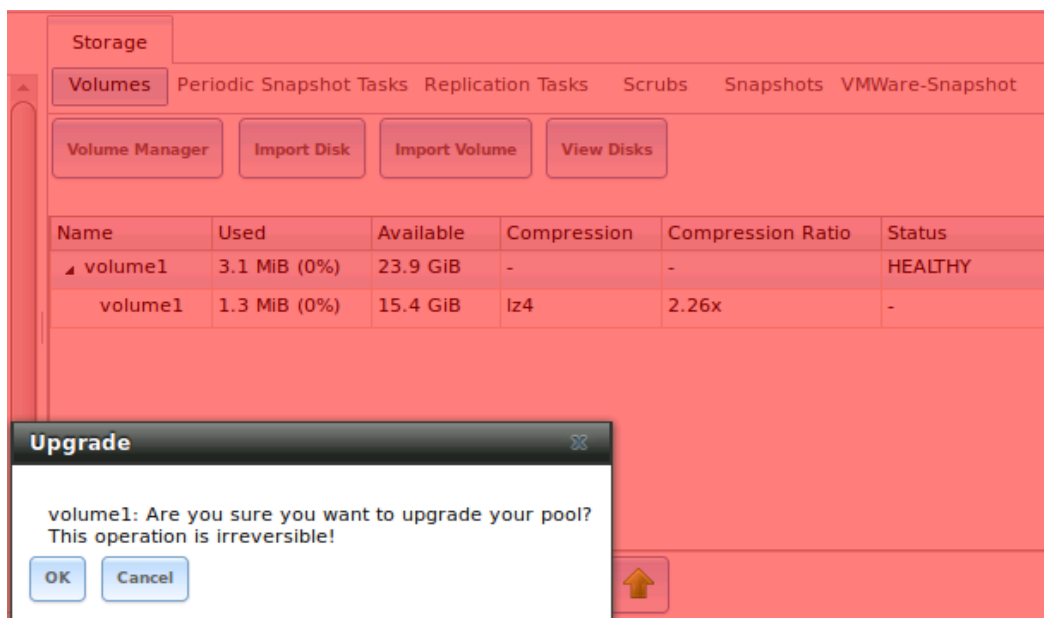 Storage
Volumes Periodic Snapshot Tasks Replication Tasks Scrubs Snapshots VMWare-Snapshot
Volume Manager Import Disk Import Volume View Disks
Name Used Available Compression Compression Ratio Status
volume1 3.1 MiB (0%) 23.9 GiB - - HEALTHY
volume1 1.3 MiB (0%) 15.4 GiB lz4 2.26x -
Upgrade
volume1: Are you sure you want to upgrade your pool?
This operation is irreversible!
OK Cancel